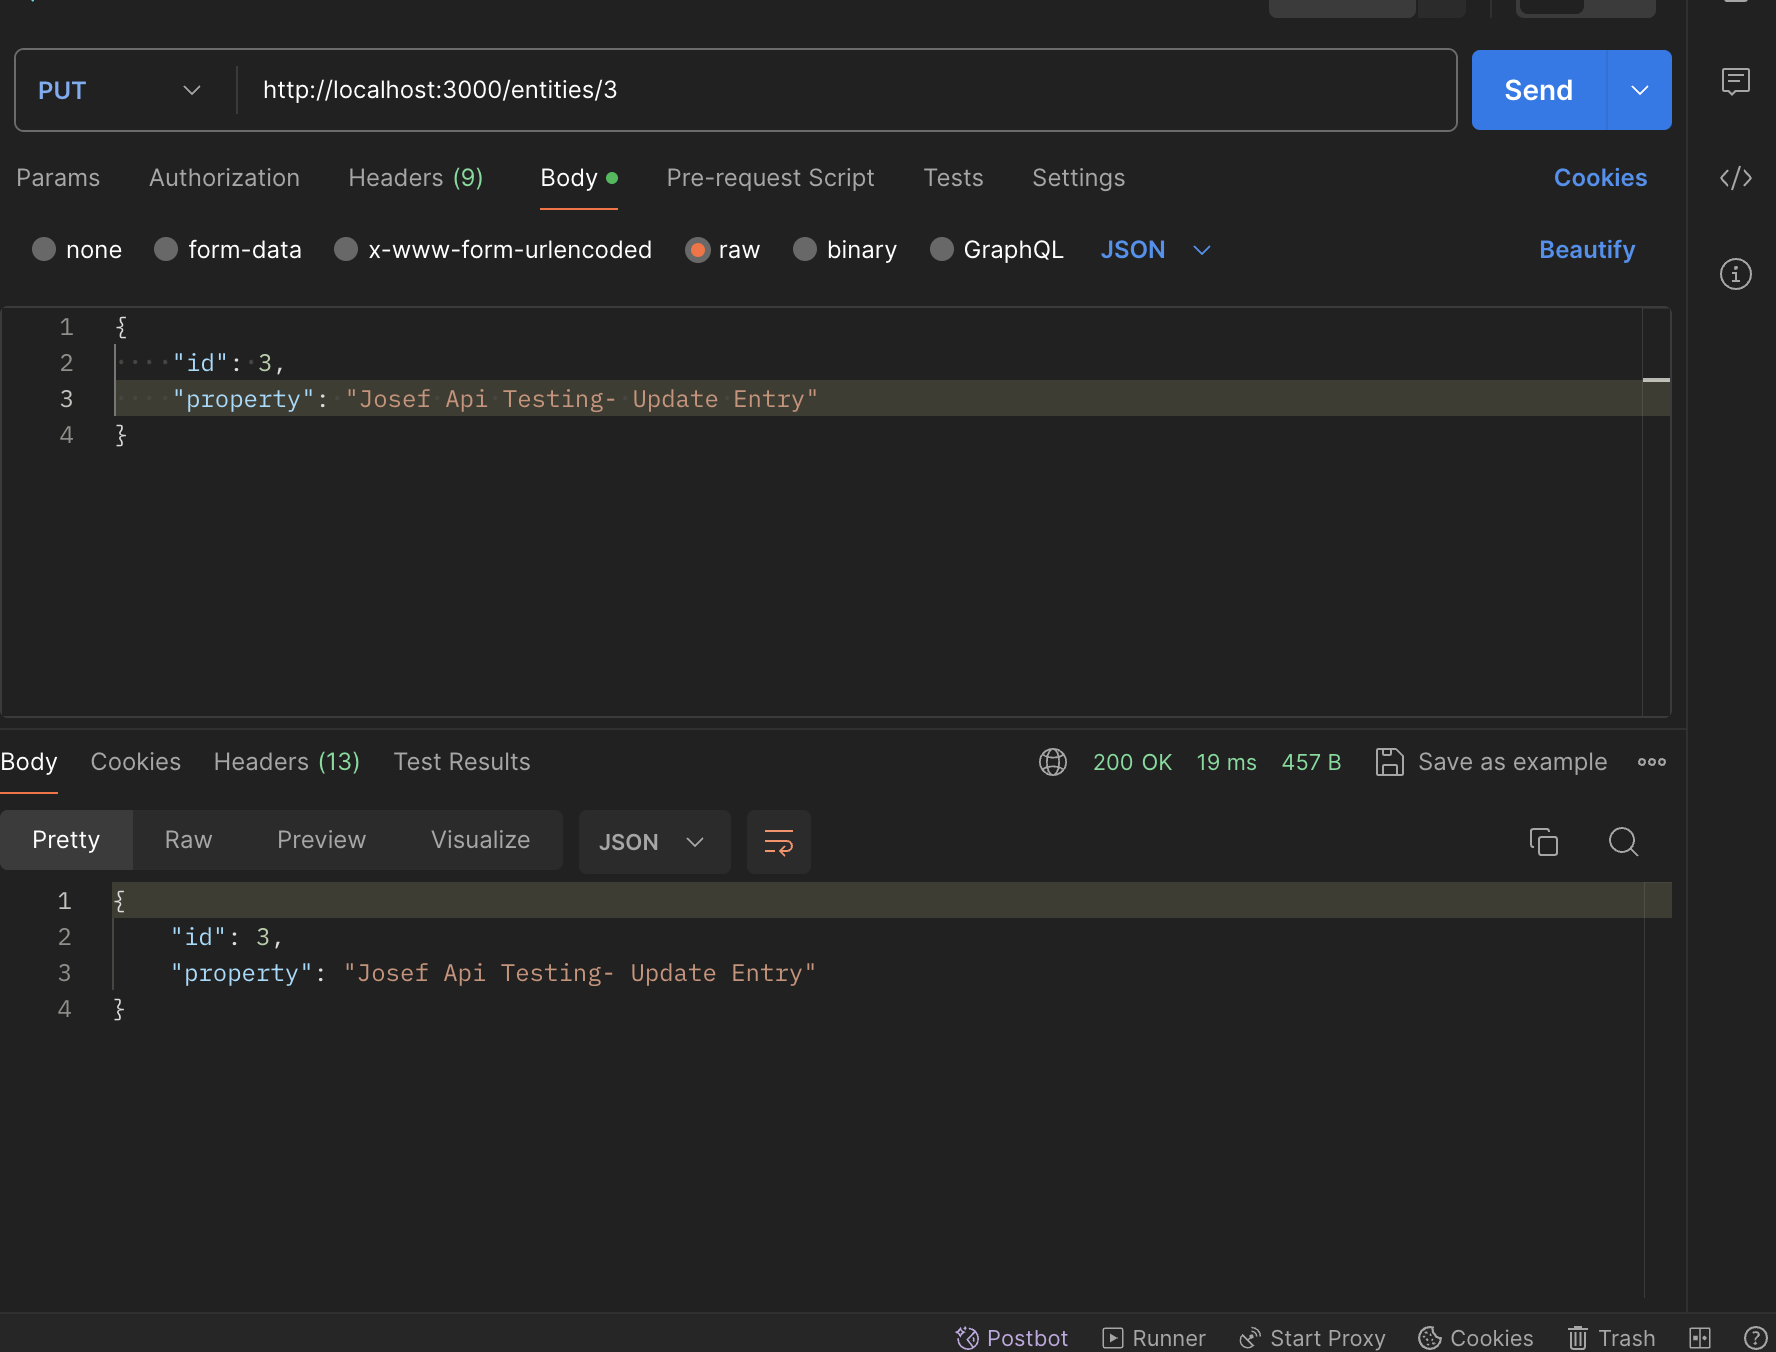 PUT http://localhost:3000/entities/3 Send
Params Authorization Headers (9) Body Pre-request Script Tests Settings Cookies
none form-data x-www-form-urlencoded raw binary GraphQL JSON Beautify
1 {
2 "id": 3,
3 "property": "Josef Api Testing- Update Entry"
4 }
Body Cookies Headers (13) Test Results 200 OK 19 ms 457 B Save as example
Pretty Raw Preview Visualize JSON
1 {
2 "id": 3,
3 "property": "Josef Api Testing- Update Entry"
4 }
Postbot Runner Start Proxy Cookies Trash